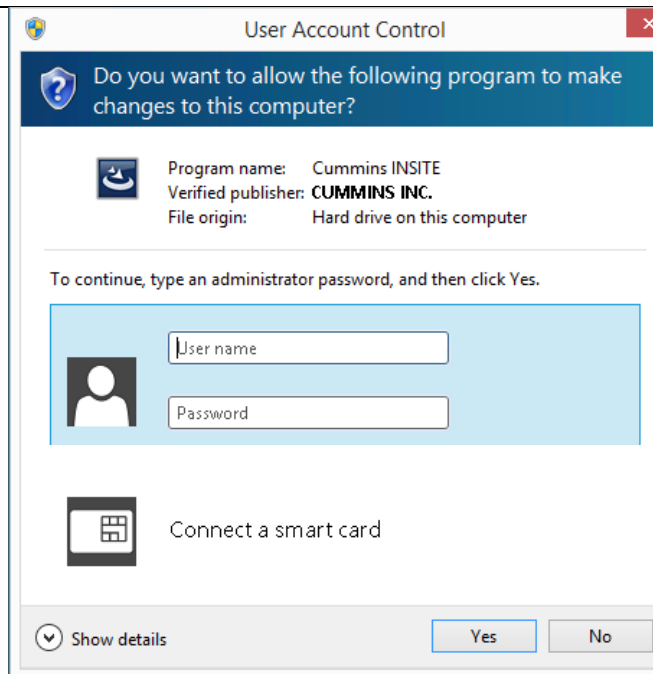 User Account Control
Do you want to allow the following program to make
changes to this computer?
Program name: Cummins INSITE
Verified publisher: CUMMINS INC.
File origin: Hard drive on this computer
To continue, type an administrator password, and then click Yes.
User name
Password
Connect a smart card
Show details Yes No